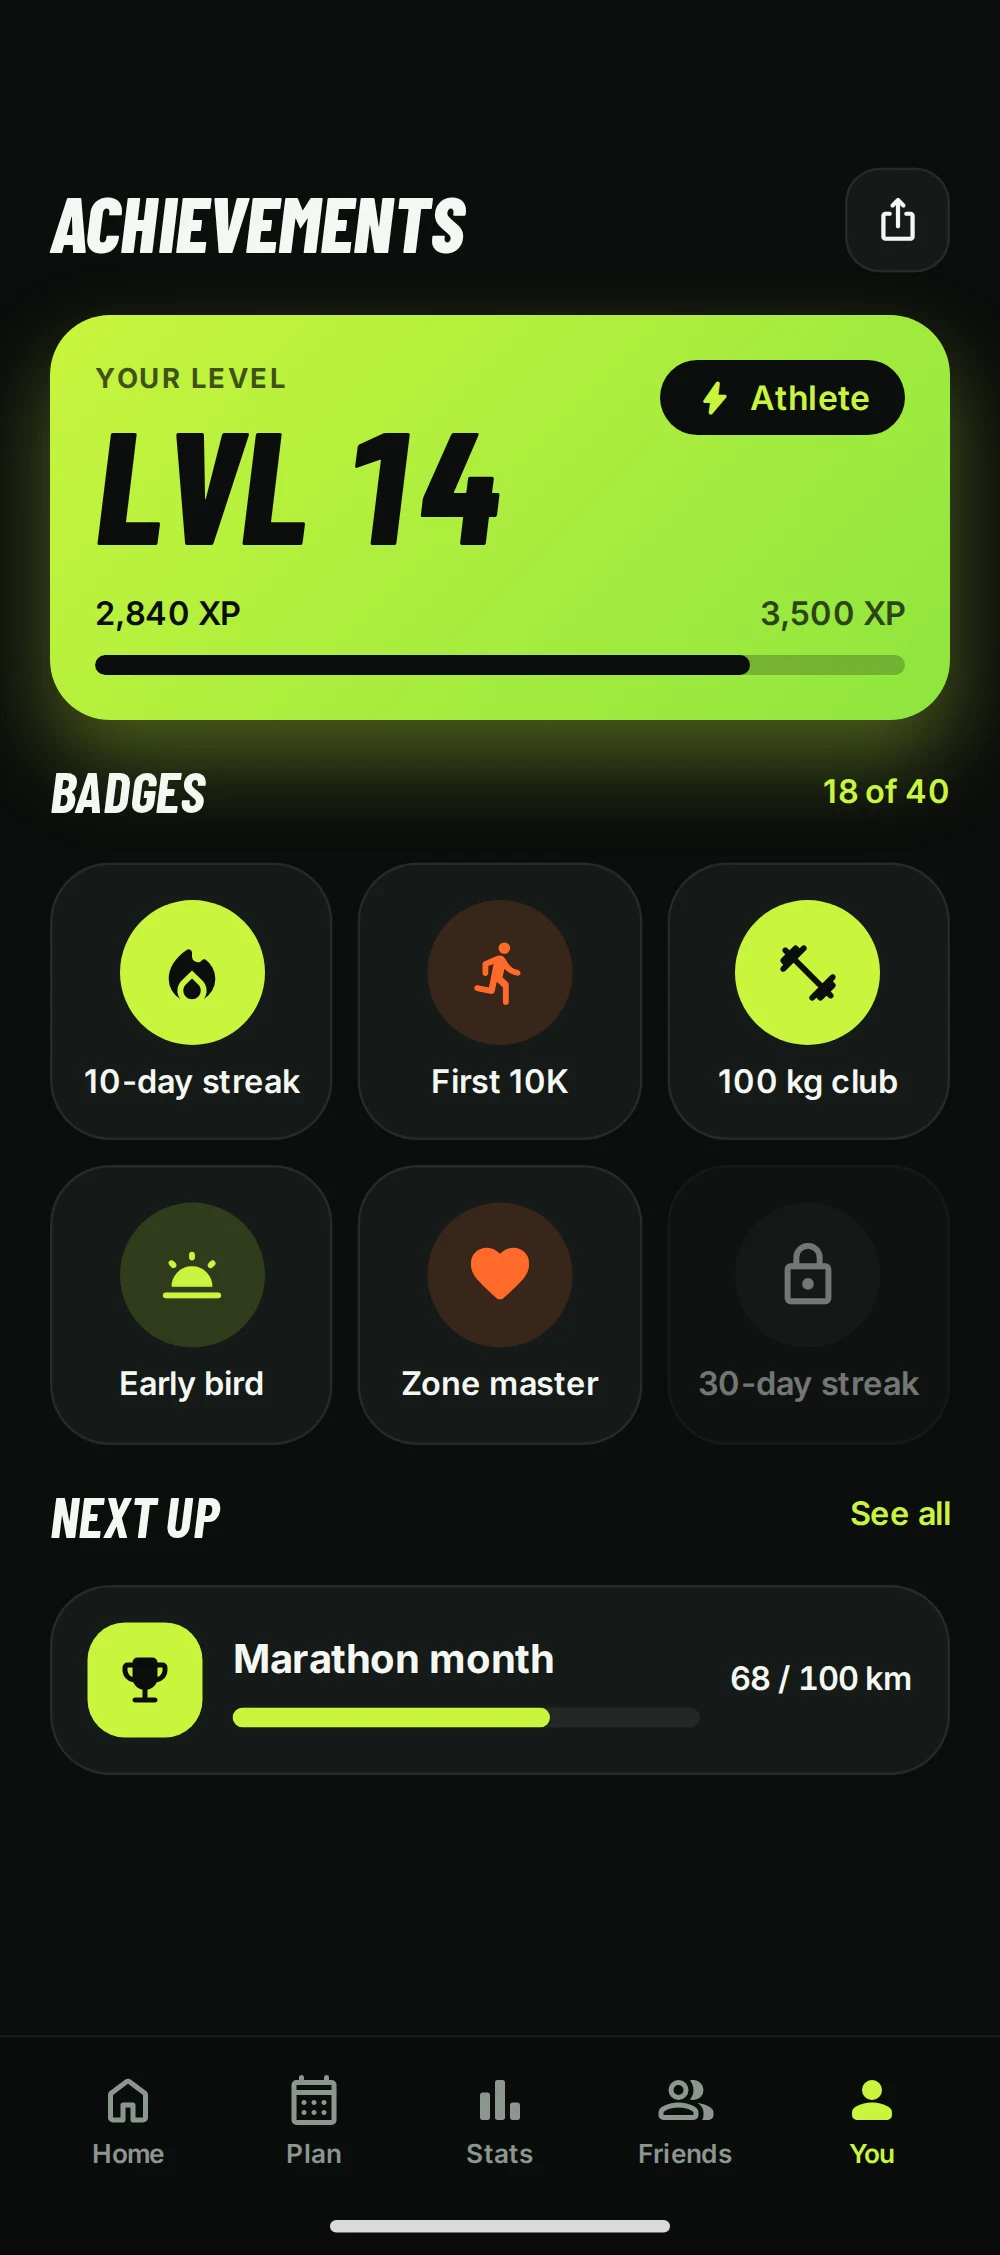 ACHIEVEMENTS
YOUR LEVEL
Athlete
LVL 14
2,840 XP
3,500 XP
BADGES
18 of 40
10-day streak
First 10K
100 kg club
Early bird
Zone master
30-day streak
NEXT UP
See all
Marathon month
68 / 100 km
Home
Plan
Stats
Friends
You